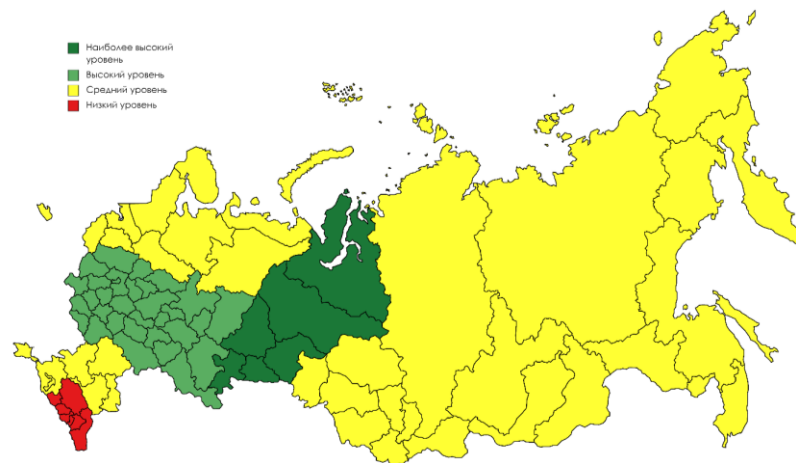 Наиболее высокий
уровень
Высокий уровень
Средний уровень
Низкий уровень